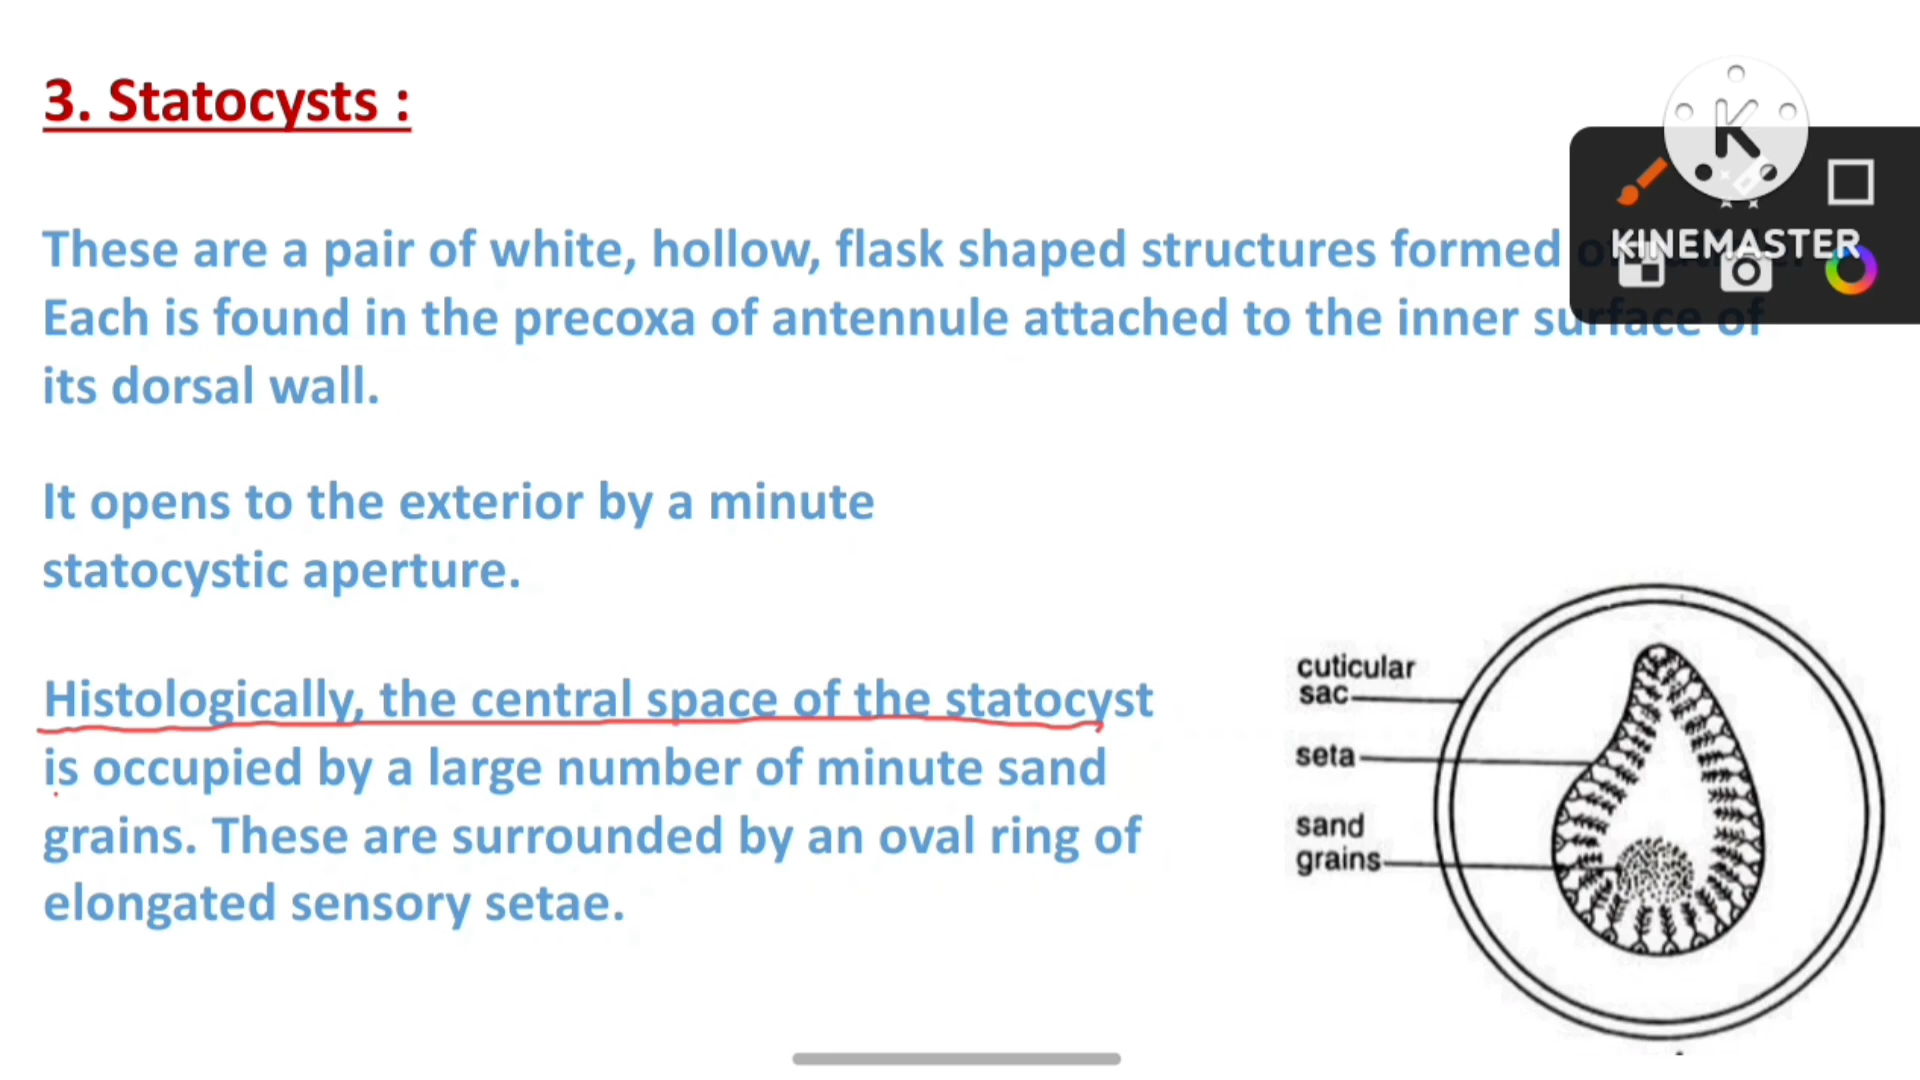 3. Statocysts :
These are a pair of white, hollow, flask shaped structures formed
Each is found in the precoxa of antennule attached to the inner surface of
its dorsal wall.
It opens to the exterior by a minute
statocystic aperture.
Histologically, the central space of the statocyst
is occupied by a large number of minute sand
grains. These are surrounded by an oval ring of
elongated sensory setae.
cuticular
sac
seta
sand
grains
K
KINEMASTER